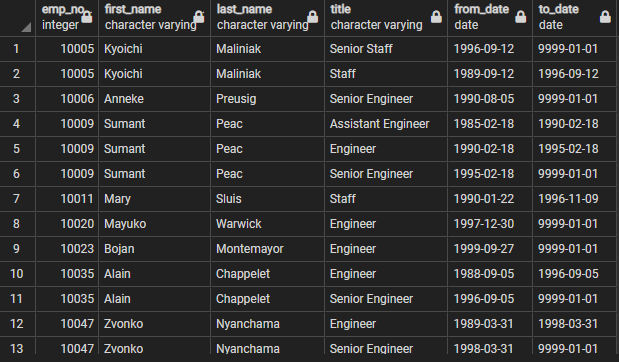 emp_no first_name last_name title from_date to_date
integer character varying character varying character varying date date
1 10005 Kyoichi Maliniak Senior Staff 1996-09-12 9999-01-01
2 10005 Kyoichi Maliniak Staff 1989-09-12 1996-09-12
3 10006 Anneke Preusig Senior Engineer 1990-08-05 9999-01-01
4 10009 Sumant Peac Assistant Engineer 1985-02-18 1990-02-18
5 10009 Sumant Peac Engineer 1990-02-18 1995-02-18
6 10009 Sumant Peac Senior Engineer 1995-02-18 9999-01-01
7 10011 Mary Sluis Staff 1990-01-22 1996-11-09
8 10020 Mayuko Warwick Engineer 1997-12-30 9999-01-01
9 10023 Bojan Montemayor Engineer 1999-09-27 9999-01-01
10 10035 Alain Chappelet Engineer 1988-09-05 1996-09-05
11 10035 Alain Chappelet Senior Engineer 1996-09-05 9999-01-01
12 10047 Zvonko Nyanchama Engineer 1989-03-31 1998-03-31
13 10047 Zvonko Nyanchama Senior Engineer 1998-03-31 9999-01-01